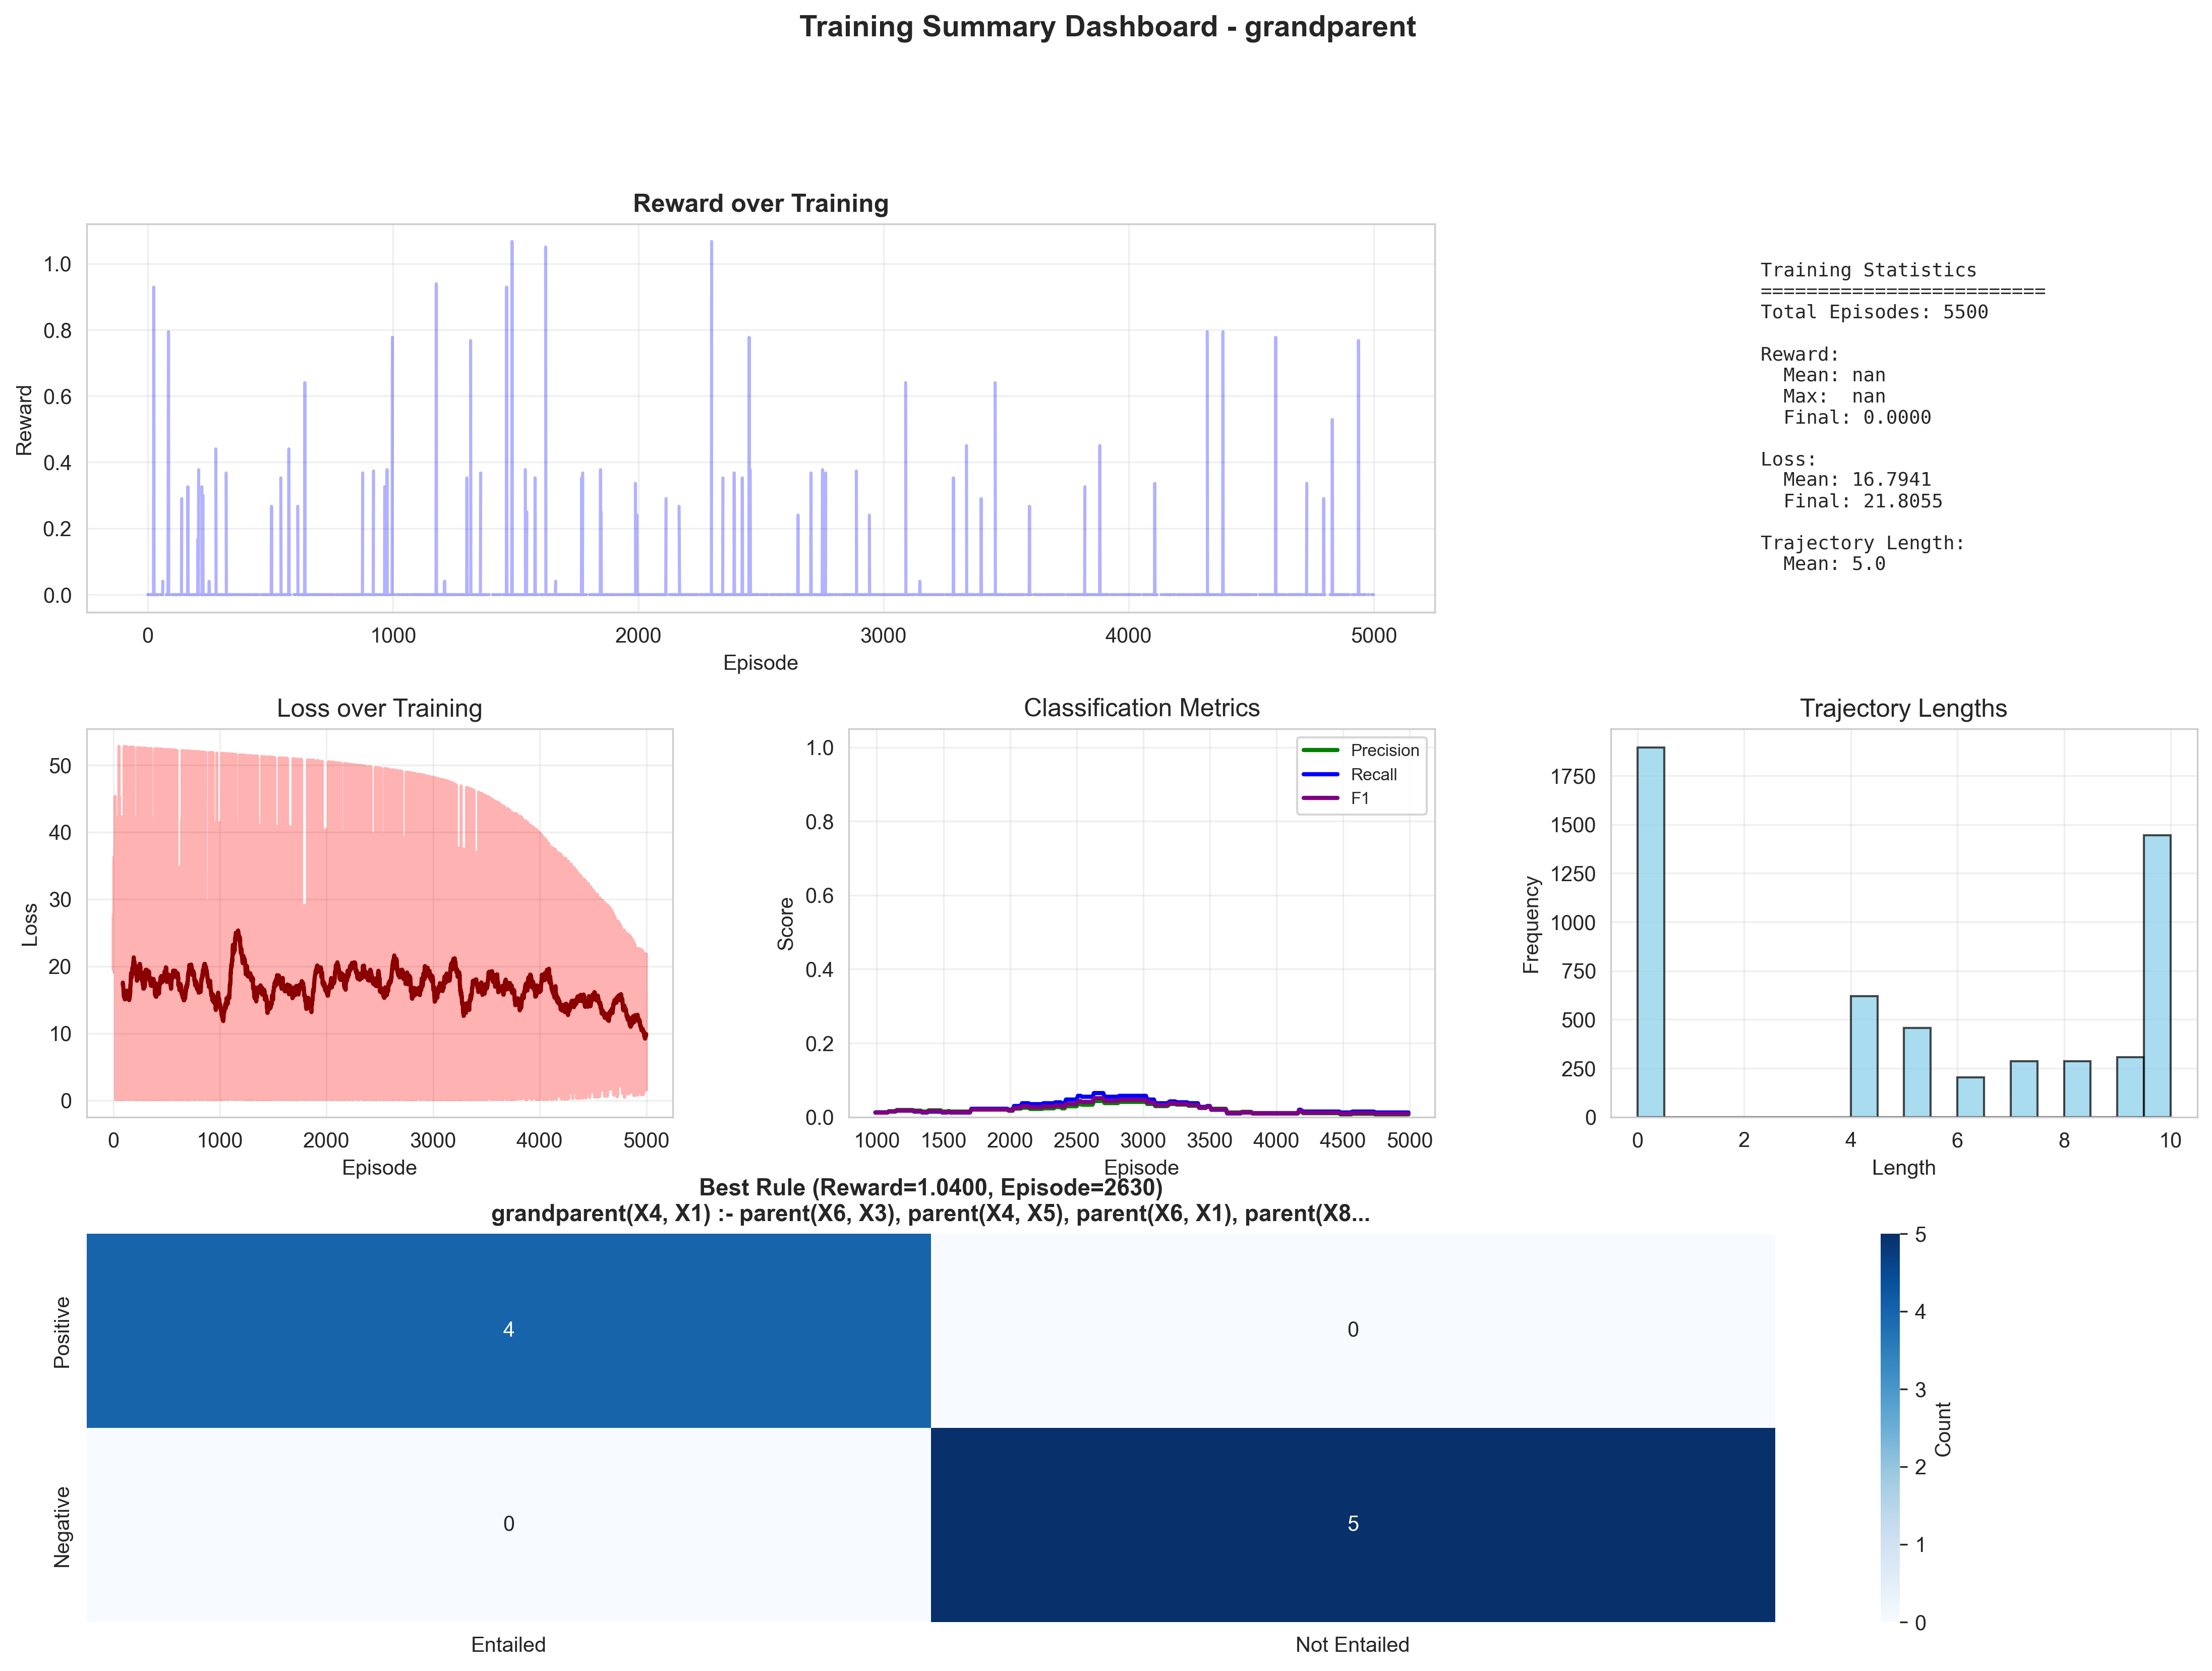 Training Summary Dashboard - grandparent
Reward over Training
Reward
1.0
0.8
0.6
0.4
0.2
0.0
0 1000 2000 3000 4000 5000
Episode
Training Statistics
=========================
Total Episodes: 5500
Reward:
Mean: nan
Max: nan
Final: 0.0000
Loss:
Mean: 16.7941
Final: 21.8055
Trajectory Length:
Mean: 5.0
Loss over Training
Loss
50
40
30
20
10
0
0 1000 2000 3000 4000 5000
Episode
Classification Metrics
Score
1.0
0.8
0.6
0.4
0.2
0.0
Precision
Recall
F1
1000 1500 2000 2500 3000 3500 4000 4500 5000
Episode
Trajectory Lengths
Frequency
1750
1500
1250
1000
750
500
250
0
0 2 4 6 8 10
Length
Best Rule (Reward=1.0400, Episode=2630)
grandparent(X4, X1) :- parent(X6, X3), parent(X4, X5), parent(X6, X1), parent(X8...
Positive
4 0
Negative
0 5
Entailed Not Entailed
5
4
3
2
1
0
Count